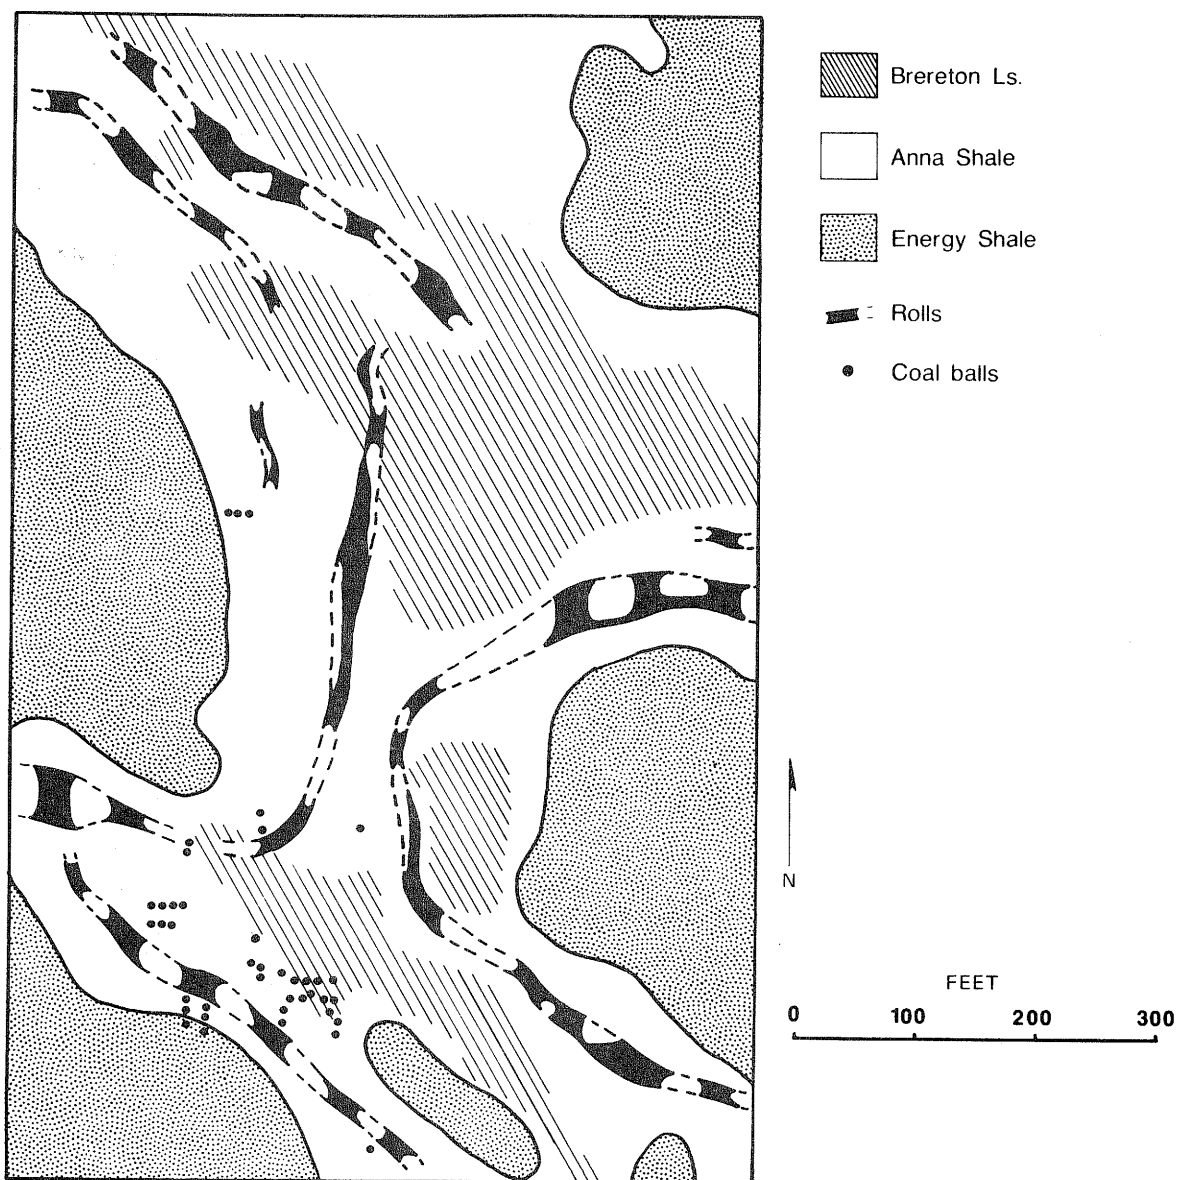 Brereton Ls.
Anna Shale
Energy Shale
Rolls
Coal balls
N
FEET
0 100 200 300